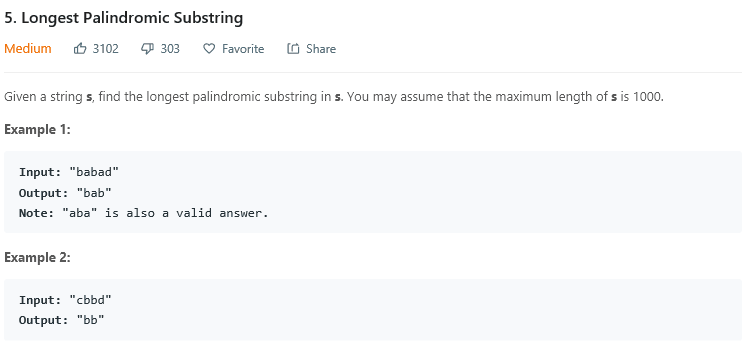 5. Longest Palindromic Substring
Medium 3102 303 Favorite Share
Given a string s, find the longest palindromic substring in s. You may assume that the maximum length of s is 1000.
Example 1:
Input: "babad"
Output: "bab"
Note: "aba" is also a valid answer.
Example 2:
Input: "cbbd"
Output: "bb"